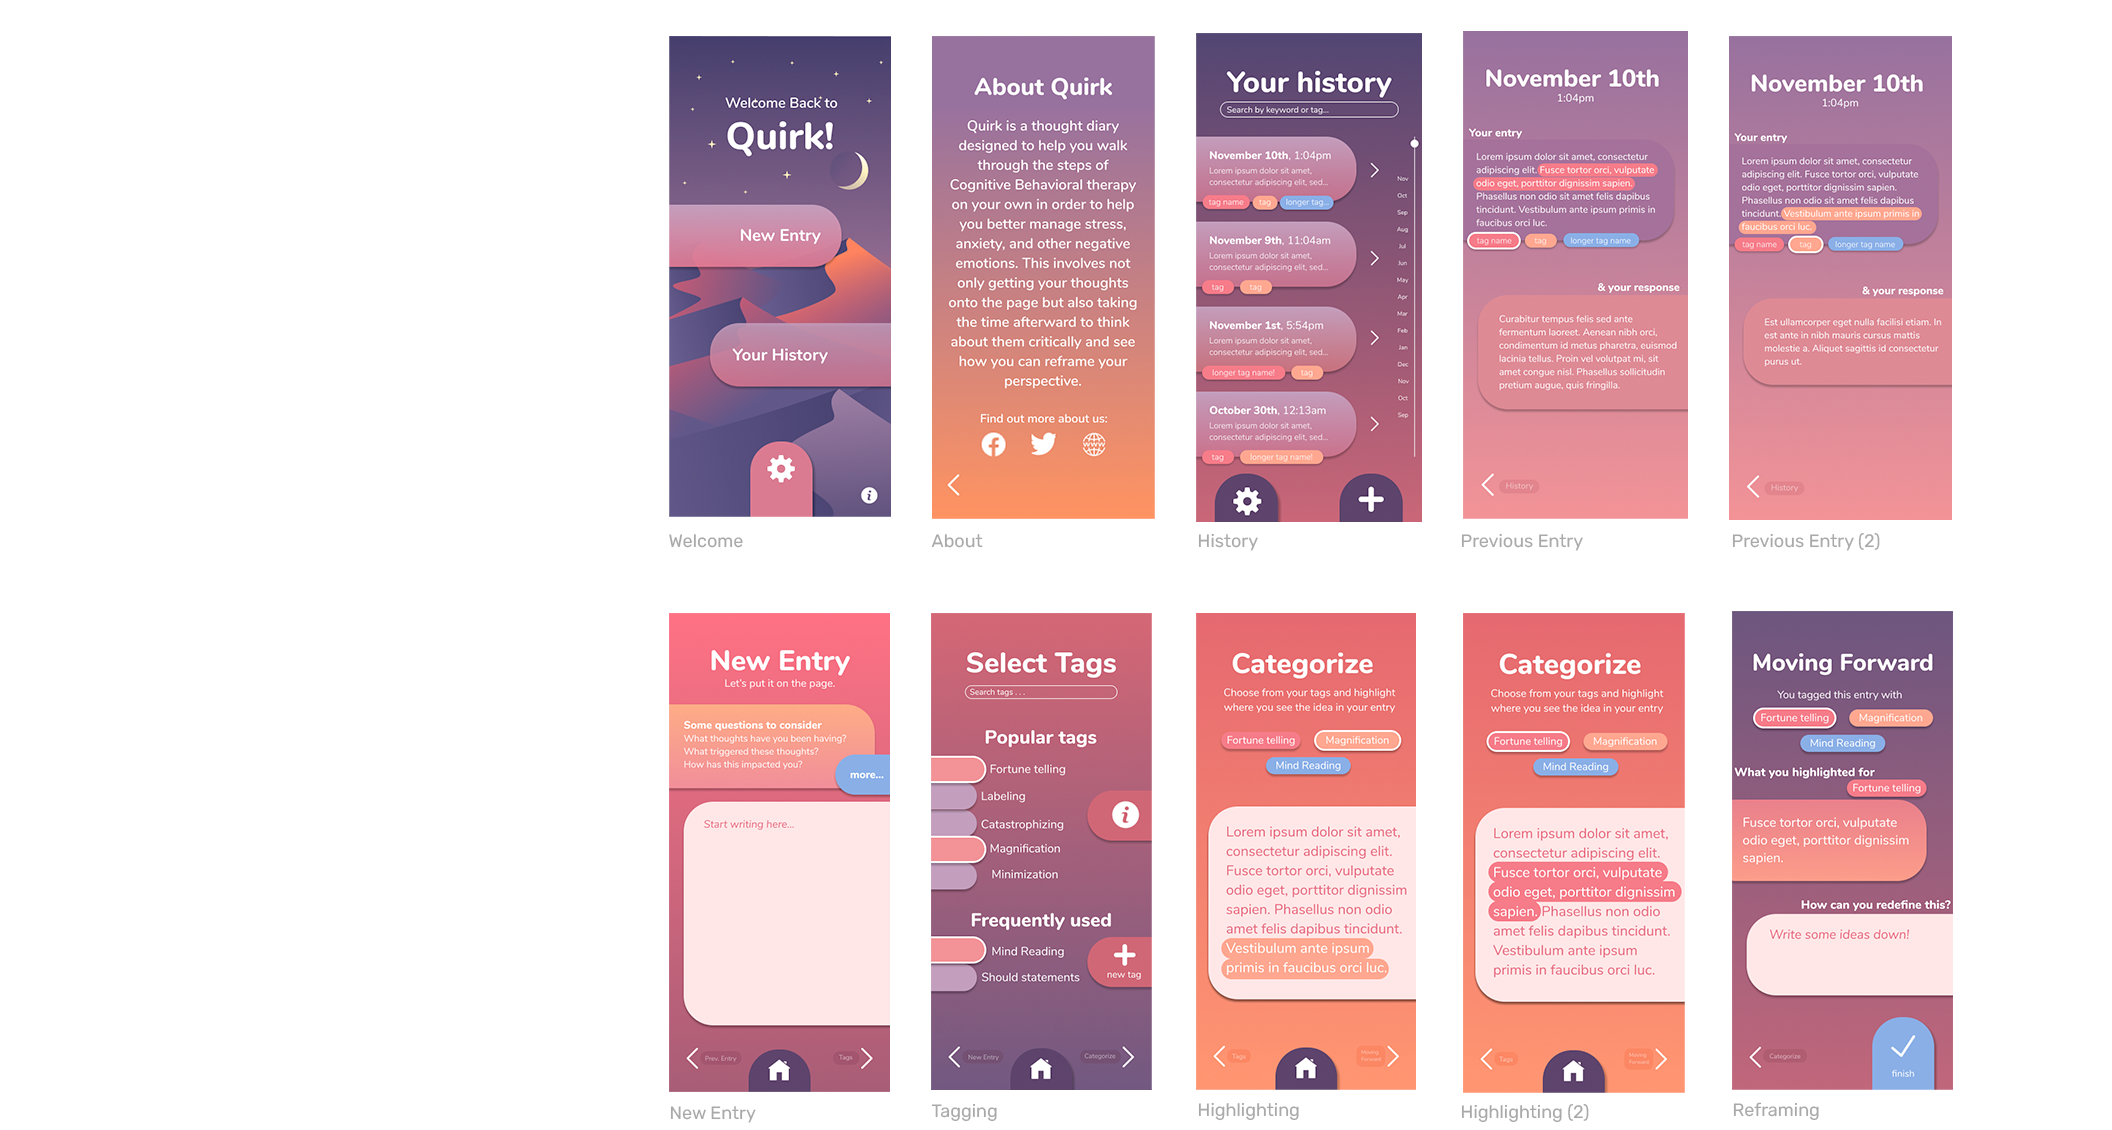 Welcome Back to
Quirk!
New Entry
Your History
Welcome
About Quirk
Quirk is a thought diary
designed to help you walk
through the steps of
Cognitive Behavioral therapy
on your own in order to help
you better manage stress,
anxiety, and other negative
emotions. This involves not
only getting your thoughts
onto the page but also taking
the time afterward to think
about them critically and see
how you can reframe your
perspective.
Find out more about us:
About
Your history
Search by keyword or tag...
November 10th, 1:04pm
Lorem ipsum dolor sit amet,
consectetur adipiscing elit, sed...
tag name tag longer tag...
November 9th, 11:04am
Lorem ipsum dolor sit amet,
consectetur adipiscing elit, sed...
tag tag
November 1st, 5:54pm
Lorem ipsum dolor sit amet,
consectetur adipiscing elit, sed...
longer tag name! tag
October 30th, 12:13am
Lorem ipsum dolor sit amet,
consectetur adipiscing elit, sed...
tag longer tag name!
Nov
Oct
Sep
Aug
Jul
Jun
May
Apr
Mar
Feb
Jan
Dec
Nov
Oct
Sep
History
November 10th
1:04pm
Your entry
Lorem ipsum dolor sit amet, consectetur
adipiscing elit. Fusce tortor orci, vulputate
odio eget, porttitor dignissim sapien.
Phasellus non odio sit amet felis dapibus
tincidunt. Vestibulum ante ipsum primis in
faucibus orci luc.
tag name tag longer tag name
& your response
Curabitur tempus felis sed ante
fermentum laoreet. Aenean nibh orci,
condimentum id metus pharetra, euismod
lacinia tellus. Proin vel volutpat mi, sit
amet congue nisl. Phasellus sollicitudin
pretium augue, quis fringilla.
History
Previous Entry
November 10th
1:04pm
Your entry
Lorem ipsum dolor sit amet, consectetur
adipiscing elit. Fusce tortor orci, vulputate
odio eget, porttitor dignissim sapien.
Phasellus non odio sit amet felis dapibus
tincidunt. Vestibulum ante ipsum primis in
faucibus orci luc.
tag name tag longer tag name
& your response
Est ullamcorper eget nulla facilisi etiam. In
est ante in nibh mauris cursus mattis
molestie a. Aliquet sagittis id consectetur
purus ut.
History
Previous Entry (2)
New Entry
Let's put it on the page.
Some questions to consider
What thoughts have you been having?
What triggered these thoughts?
How has this impacted you?
more...
Start writing here...
Prev. Entry
Tags
New Entry
Select Tags
Search tags . . .
Popular tags
Fortune telling
Labeling
Catastrophizing
Magnification
Minimization
Frequently used
Mind Reading
new tag
Should statements
New Entry
Categorize
Tagging
Categorize
Choose from your tags and highlight
where you see the idea in your entry
Fortune telling Magnification
Mind Reading
Lorem ipsum dolor sit amet,
consectetur adipiscing elit.
Fusce tortor orci, vulputate
odio eget, porttitor dignissim
sapien. Phasellus non odio
amet felis dapibus tincidunt.
Vestibulum ante ipsum
primis in faucibus orci luc.
Tags
Moving
Forward
Highlighting
Categorize
Choose from your tags and highlight
where you see the idea in your entry
Fortune telling Magnification
Mind Reading
Lorem ipsum dolor sit amet,
consectetur adipiscing elit.
Fusce tortor orci, vulputate
odio eget, porttitor dignissim
sapien. Phasellus non odio
amet felis dapibus tincidunt.
Vestibulum ante ipsum
primis in faucibus orci luc.
Tags
Moving
Forward
Highlighting (2)
Moving Forward
You tagged this entry with
Fortune telling Magnification
Mind Reading
What you highlighted for
Fortune telling
Fusce tortor orci, vulputate
odio eget, porttitor dignissim
sapien.
How can you redefine this?
Write some ideas down!
Categorize
finish
Reframing